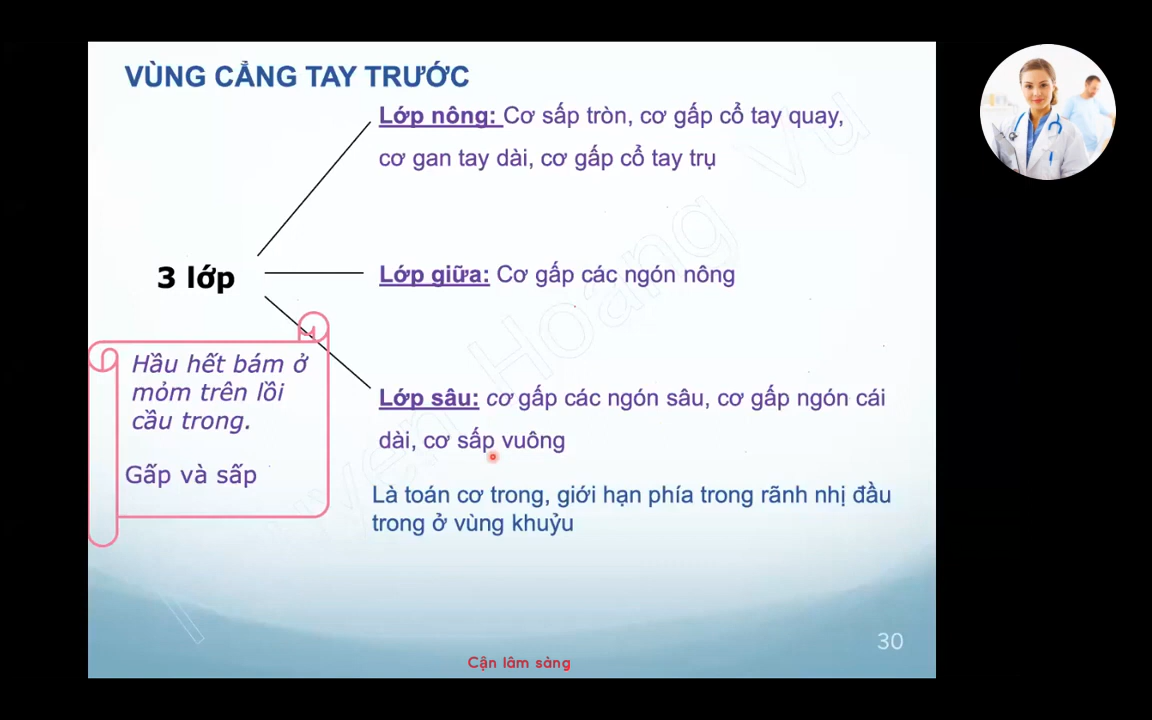 VÙNG CẲNG TAY TRƯỚC
Lớp nông: Cơ sấp tròn, cơ gấp cổ tay quay,
cơ gan tay dài, cơ gấp cổ tay trụ
3 lớp
Lớp giữa: Cơ gấp các ngón nông
Hầu hết bám ở
mỏm trên lồi
cầu trong.
Gấp và sấp
Lớp sâu: cơ gấp các ngón sâu, cơ gấp ngón cái
dài, cơ sấp vuông
Là toán cơ trong, giới hạn phía trong rãnh nhị đầu
trong ở vùng khuỷu
30
Cận lâm sàng